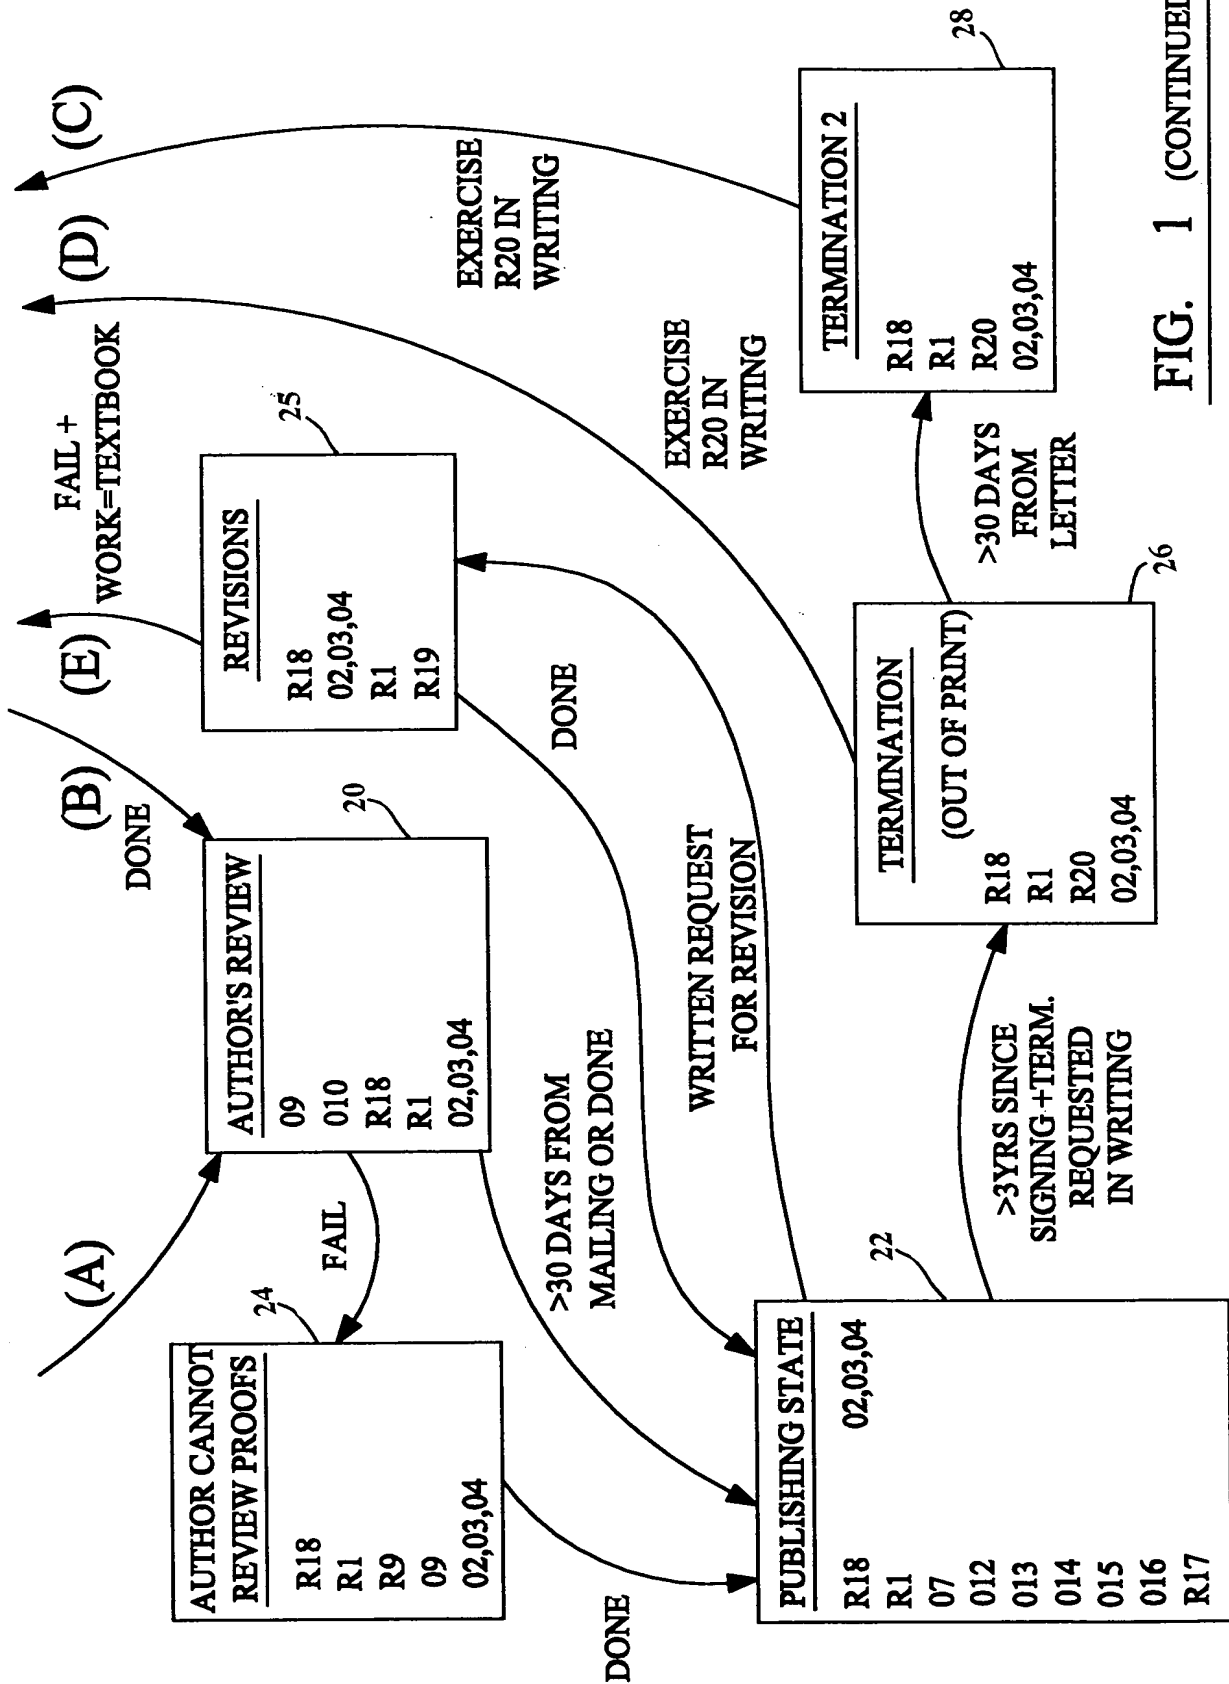 (A)
(B)
(E)
(D)
(C)
DONE
FAIL +
WORK=TEXTBOOK
24
AUTHOR CANNOT
REVIEW PROOFS
R18
R1
R9
09
02,03,04
FAIL
20
AUTHOR'S REVIEW
09
010
R18
R1
02,03,04
25
REVISIONS
R18
02,03,04
R1
R19
EXERCISE
R20 IN
WRITING
DONE
>30 DAYS FROM
MAILING OR DONE
DONE
WRITTEN REQUEST
FOR REVISION
EXERCISE
R20 IN
WRITING
22
PUBLISHING STATE
R18
02,03,04
R1
07
012
013
014
015
016
R17
>3YRS SINCE
SIGNING +TERM.
REQUESTED
IN WRITING
TERMINATION
(OUT OF PRINT)
R18
R1
R20
02,03,04
26
>30 DAYS
FROM
LETTER
28
TERMINATION 2
R18
R1
R20
02,03,04
FIG. 1 (CONTINUED